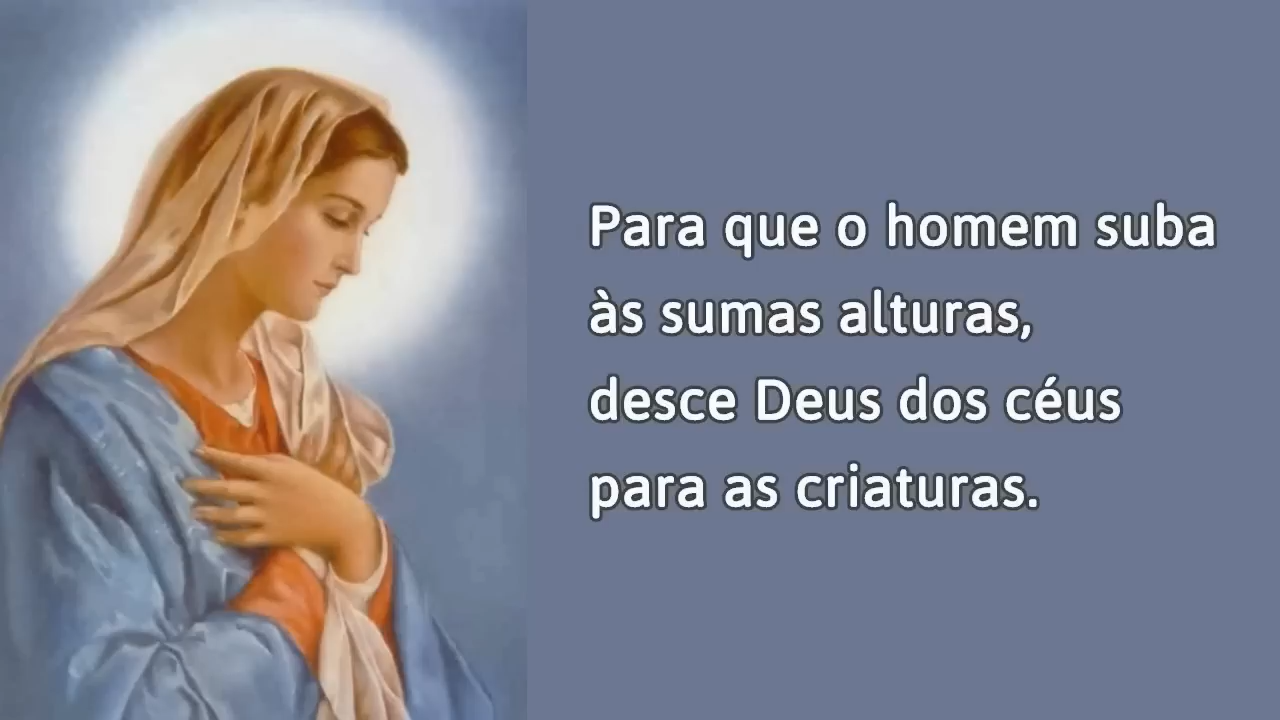 Para que o homem suba
às sumas alturas,
desce Deus dos céus
para as criaturas.